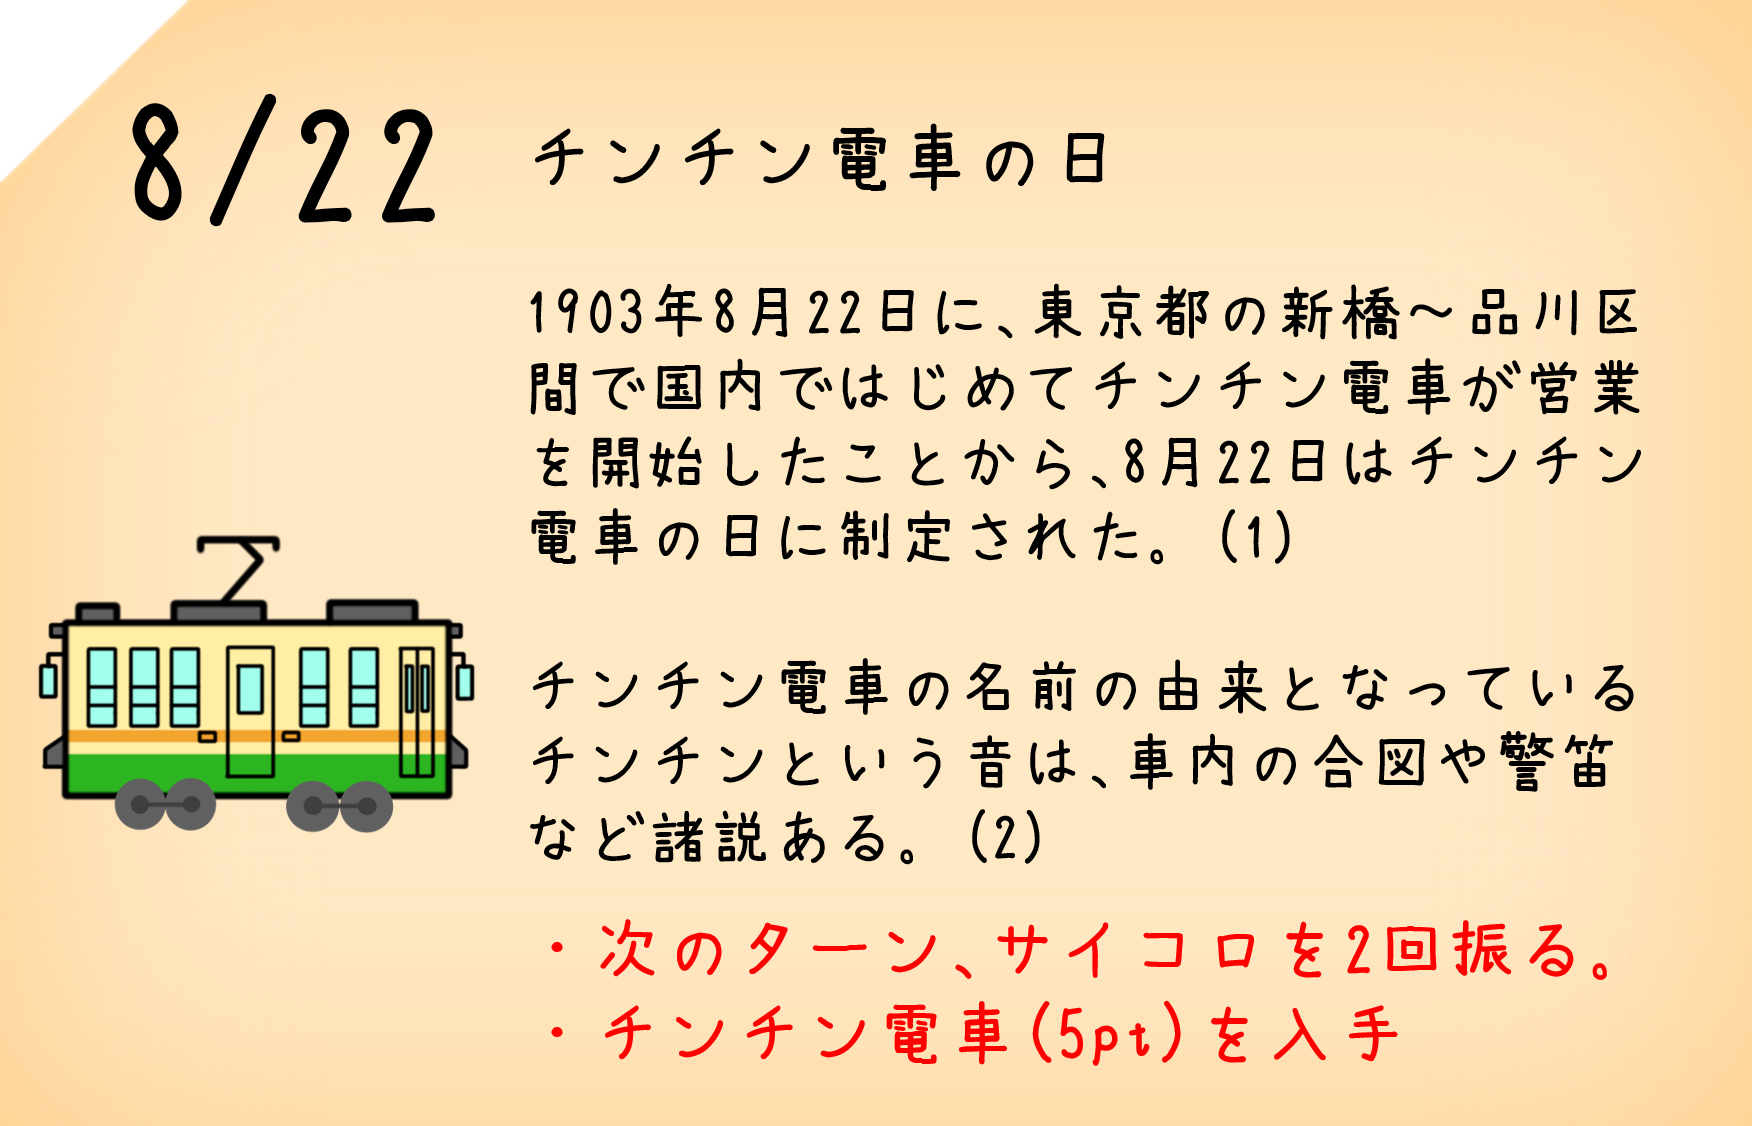 8/22
チンチン電車の日
1903年8月22日に、東京都の新橋～品川区
間で国内ではじめてチンチン電車が営業
を開始したことから、8月22日はチンチン
電車の日に制定された。(1)
チンチン電車の名前の由来となっている
チンチンという音は、車内の合図や警笛
など諸説ある。(2)
・次のターン、サイコロを2回振る。
・チンチン電車(5pt)を入手